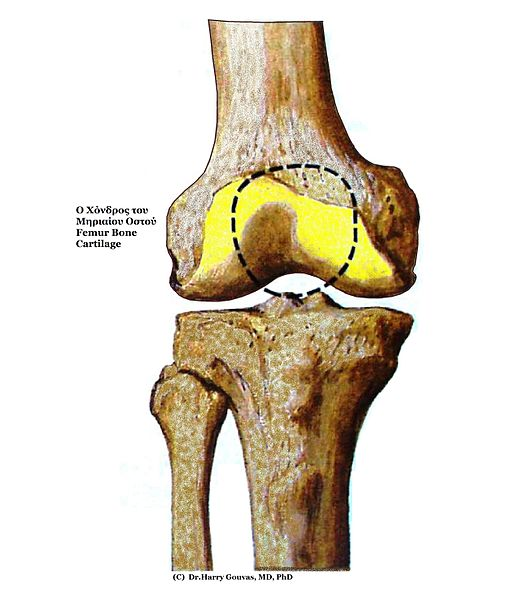 Ο Χόνδρος του
Μηριαίου Οστού
Femur Bone
Cartilage
(C) Dr.Harry Gouvas, MD, PhD